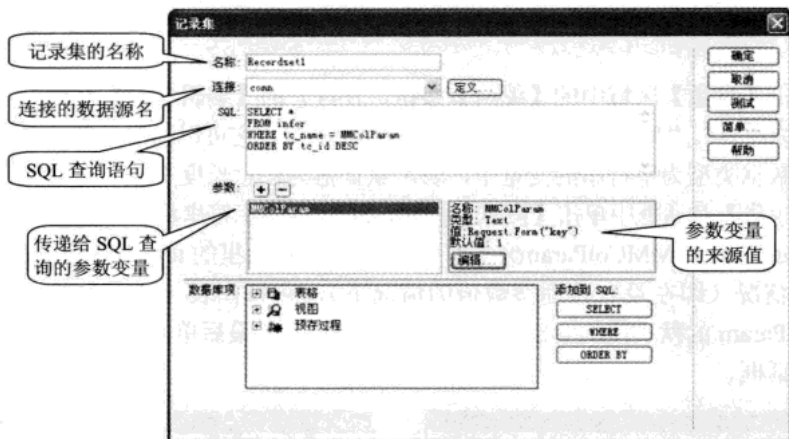 记录集
记录集的名称
名称: Recordset1
确定
连接的数据源名
连接: conn
定义...
取消
SQL 查询语句
SQL: SELECT *
FROM infor
WHERE tc_name = MMColParam
ORDER BY tc_id DESC
测试
简单...
帮助
参数:
传递给 SQL 查
询的参数变量
MMColParam
名称: MMColParam
类型: Text
值:Request.Form("key")
默认值: 1
编辑...
参数变量
的来源值
数据库项:
表格
视图
预存过程
添加到 SQL:
SELECT
WHERE
ORDER BY